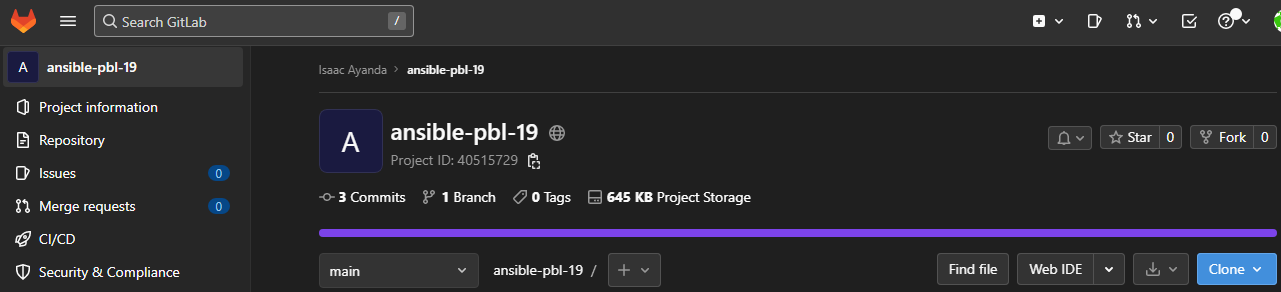 Search GitLab /
A ansible-pbl-19
Project information
Repository
Issues 0
Merge requests 0
CI/CD
Security & Compliance
Isaac Ayanda > ansible-pbl-19
A
ansible-pbl-19
Project ID: 40515729
Star 0 Fork 0
3 Commits 1 Branch 0 Tags 645 KB Project Storage
main ansible-pbl-19 / + Find file Web IDE Clone